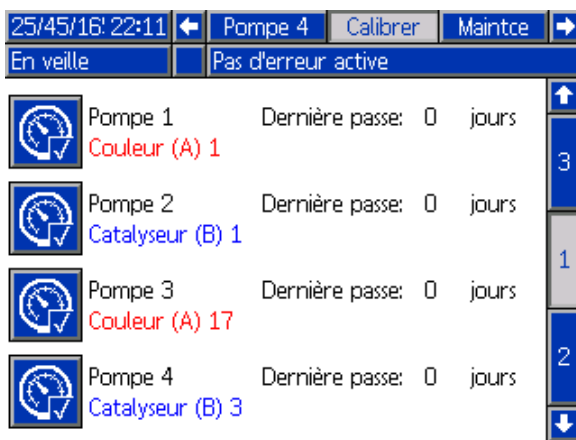 25/45/16! 22:11 Pompe 4 Calibrer Maintce
En veille Pas d'erreur active
Pompe 1 Dernière passe: 0 jours
Couleur (A) 1
3
Pompe 2 Dernière passe: 0 jours
Catalyseur (B) 1
1
Pompe 3 Dernière passe: 0 jours
Couleur (A) 17
2
Pompe 4 Dernière passe: 0 jours
Catalyseur (B) 3